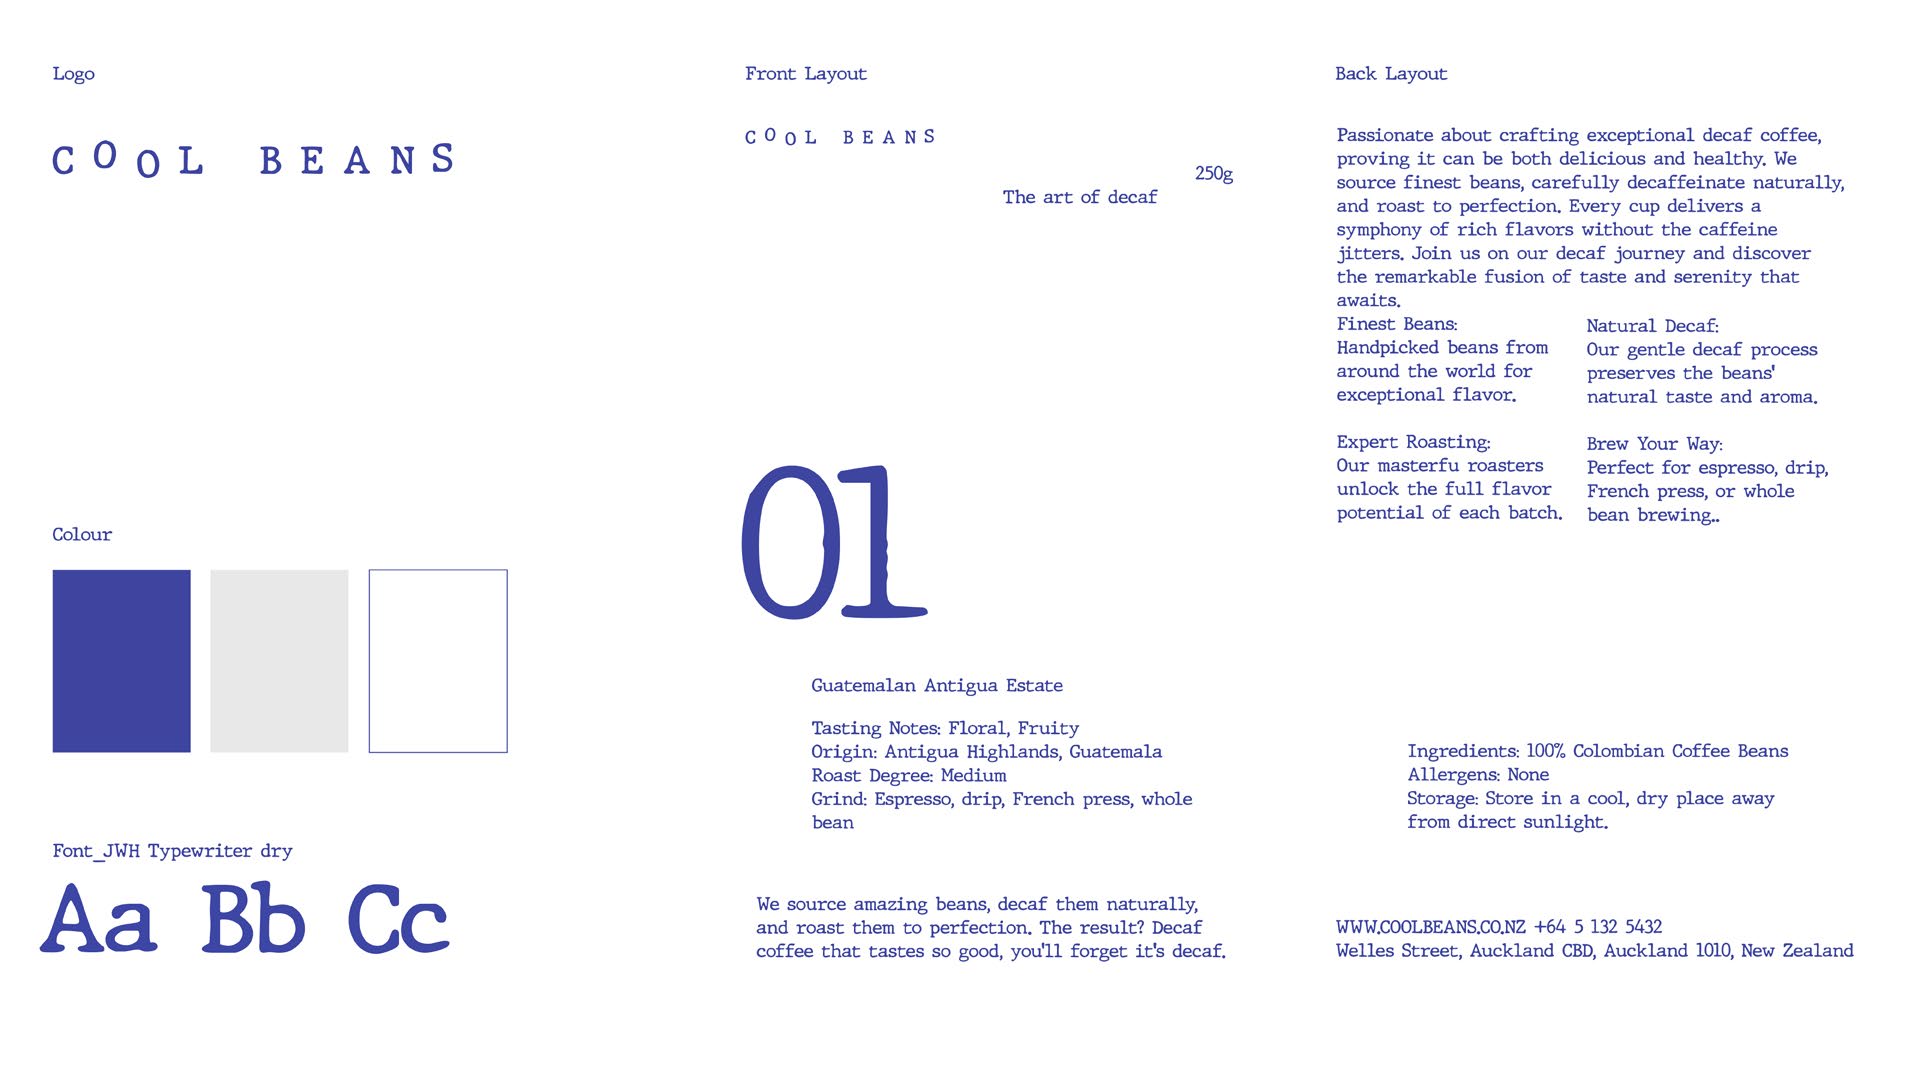 Logo
COOL BEANS
Colour
Font_JWH Typewriter dry
Aa Bb Cc
Front Layout
COOL BEANS
250g
The art of decaf
01
Guatemalan Antigua Estate
Tasting Notes: Floral, Fruity
Origin: Antigua Highlands, Guatemala
Roast Degree: Medium
Grind: Espresso, drip, French press, whole
bean
We source amazing beans, decaf them naturally,
and roast them to perfection. The result? Decaf
coffee that tastes so good, you'll forget it's decaf.
Back Layout
Passionate about crafting exceptional decaf coffee,
proving it can be both delicious and healthy. We
source finest beans, carefully decaffeinate naturally,
and roast to perfection. Every cup delivers a
symphony of rich flavors without the caffeine
jitters. Join us on our decaf journey and discover
the remarkable fusion of taste and serenity that
awaits.
Finest Beans:
Handpicked beans from
around the world for
exceptional flavor.
Natural Decaf:
Our gentle decaf process
preserves the beans'
natural taste and aroma.
Expert Roasting:
Our masterfu roasters
unlock the full flavor
potential of each batch.
Brew Your Way:
Perfect for espresso, drip,
French press, or whole
bean brewing..
Ingredients: 100% Colombian Coffee Beans
Allergens: None
Storage: Store in a cool, dry place away
from direct sunlight.
WWW.COOLBEANS.CO.NZ +64 5 132 5432
Welles Street, Auckland CBD, Auckland 1010, New Zealand